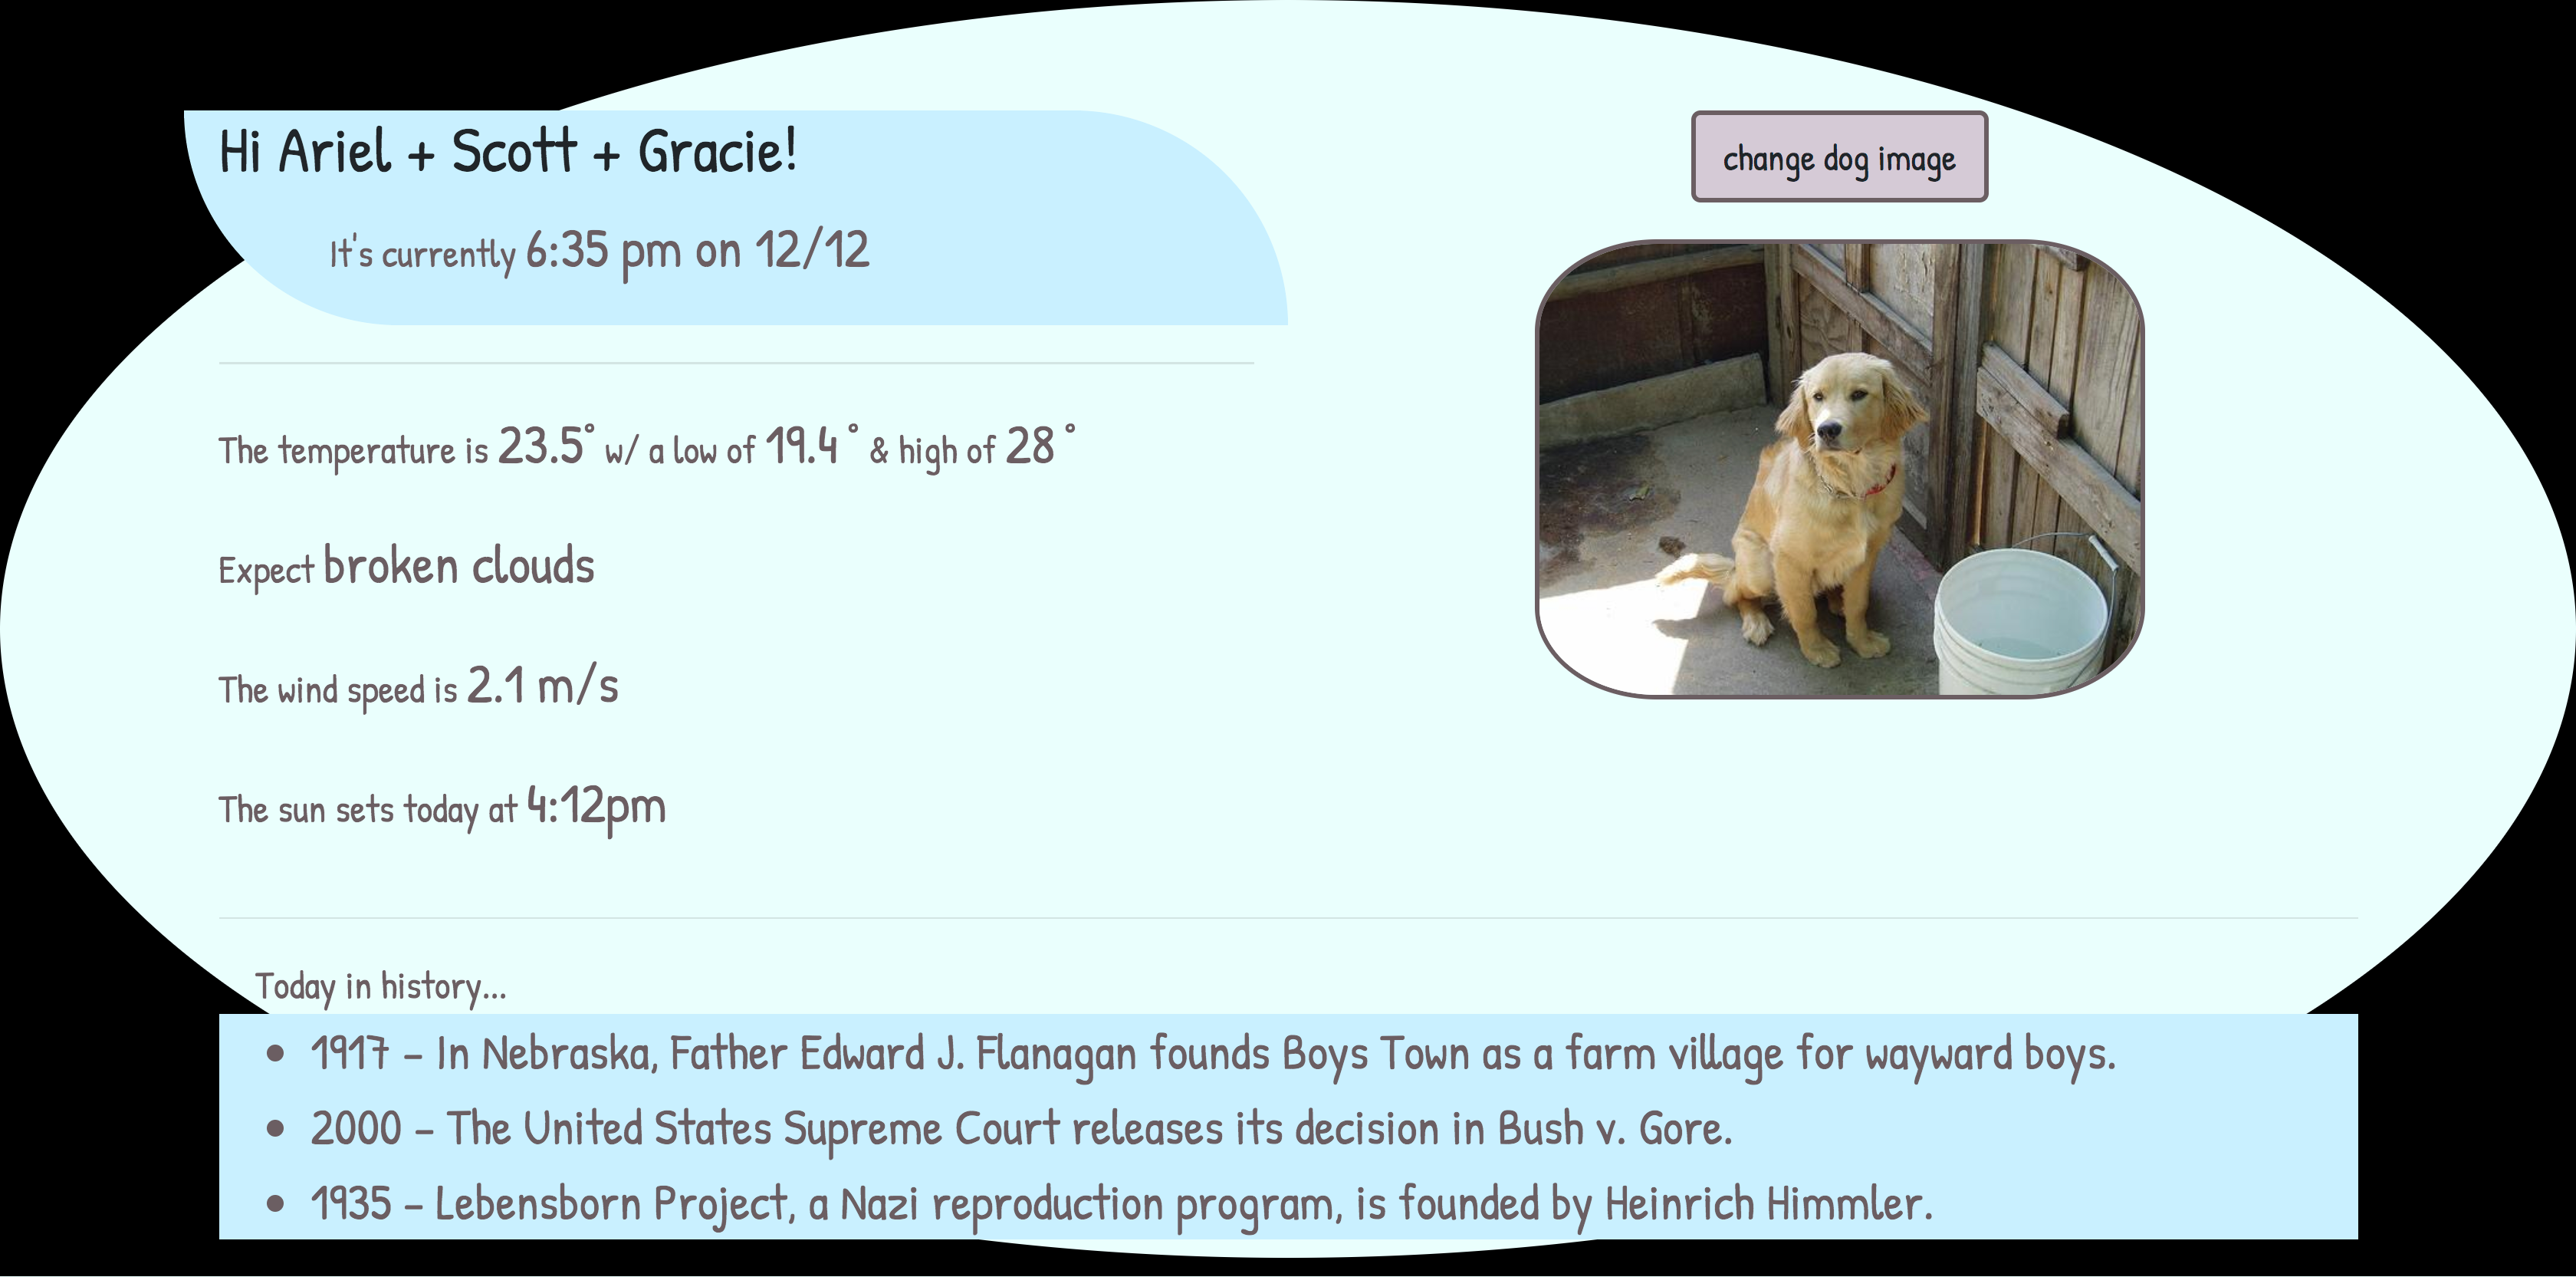 Hi Ariel + Scott + Gracie!
It's currently 6:35 pm on 12/12
change dog image
The temperature is 23.5° w/ a low of 19.4 ° & high of 28 °
Expect broken clouds
The wind speed is 2.1 m/s
The sun sets today at 4:12pm
Today in history...
• 1917 – In Nebraska, Father Edward J. Flanagan founds Boys Town as a farm village for wayward boys.
• 2000 – The United States Supreme Court releases its decision in Bush v. Gore.
• 1935 – Lebensborn Project, a Nazi reproduction program, is founded by Heinrich Himmler.